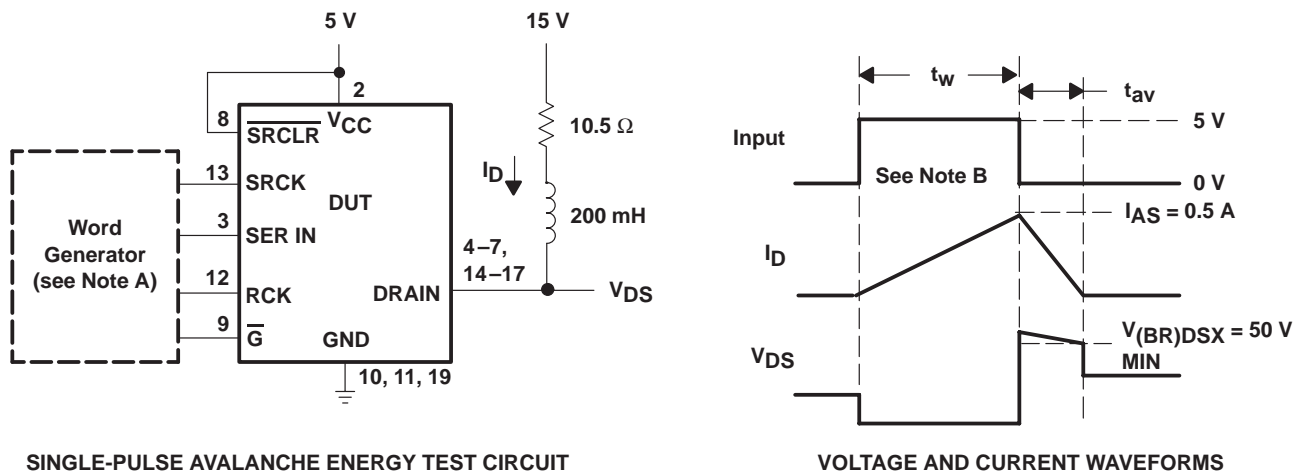 5 V
15 V
2
8
SRCLR
VCC
10.5 Ω
ID
13
SRCK
DUT
Word
Generator
(see Note A)
3
SER IN
200 mH
4–7,
14–17
12
RCK
DRAIN
VDS
9
G
GND
10, 11, 19
SINGLE-PULSE AVALANCHE ENERGY TEST CIRCUIT
tw
tav
Input
5 V
See Note B
0 V
IAS = 0.5 A
ID
V(BR)DSX = 50 V
MIN
VDS
VOLTAGE AND CURRENT WAVEFORMS